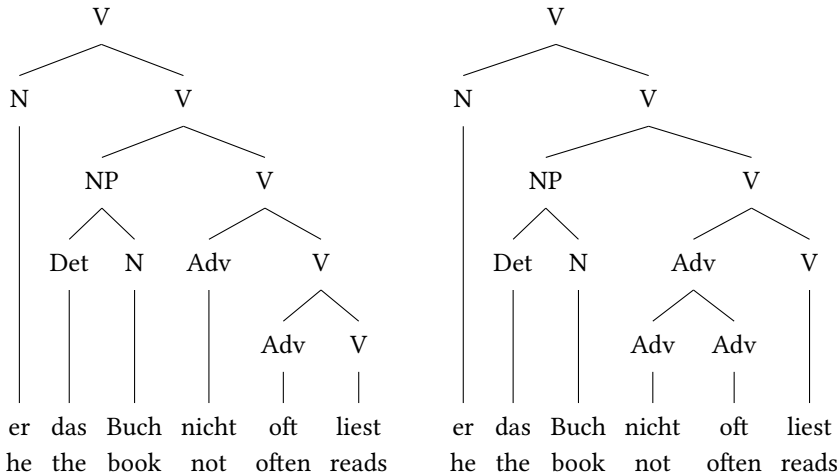 V V
N V N V
NP V NP V
Det N Adv V Det N Adv V
Adv V Adv Adv
er das Buch nicht oft liest er das Buch nicht oft liest
he the book not often reads he the book not often reads